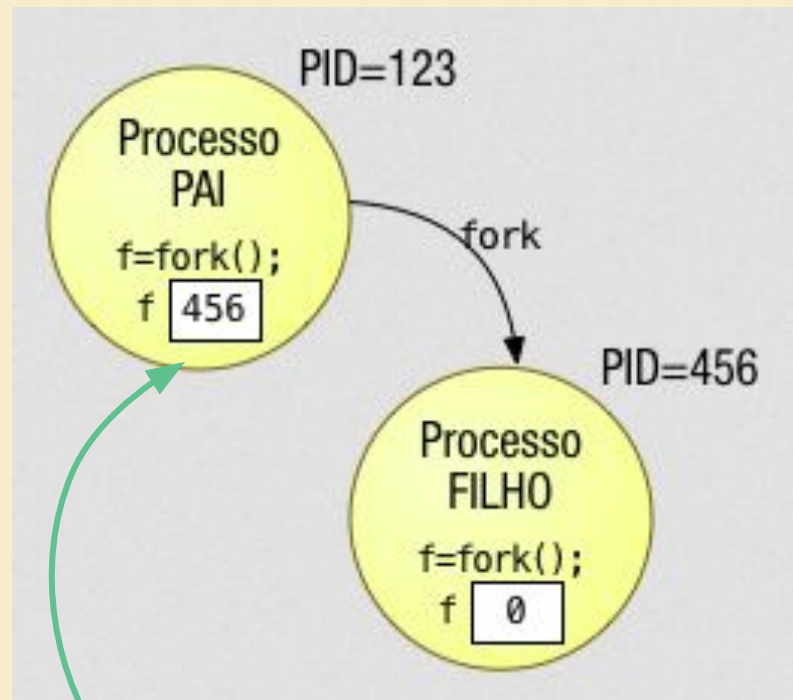 PID=123
Processo
PAI
f=fork();
f 456
fork
PID=456
Processo
FILHO
f=fork();
f 0